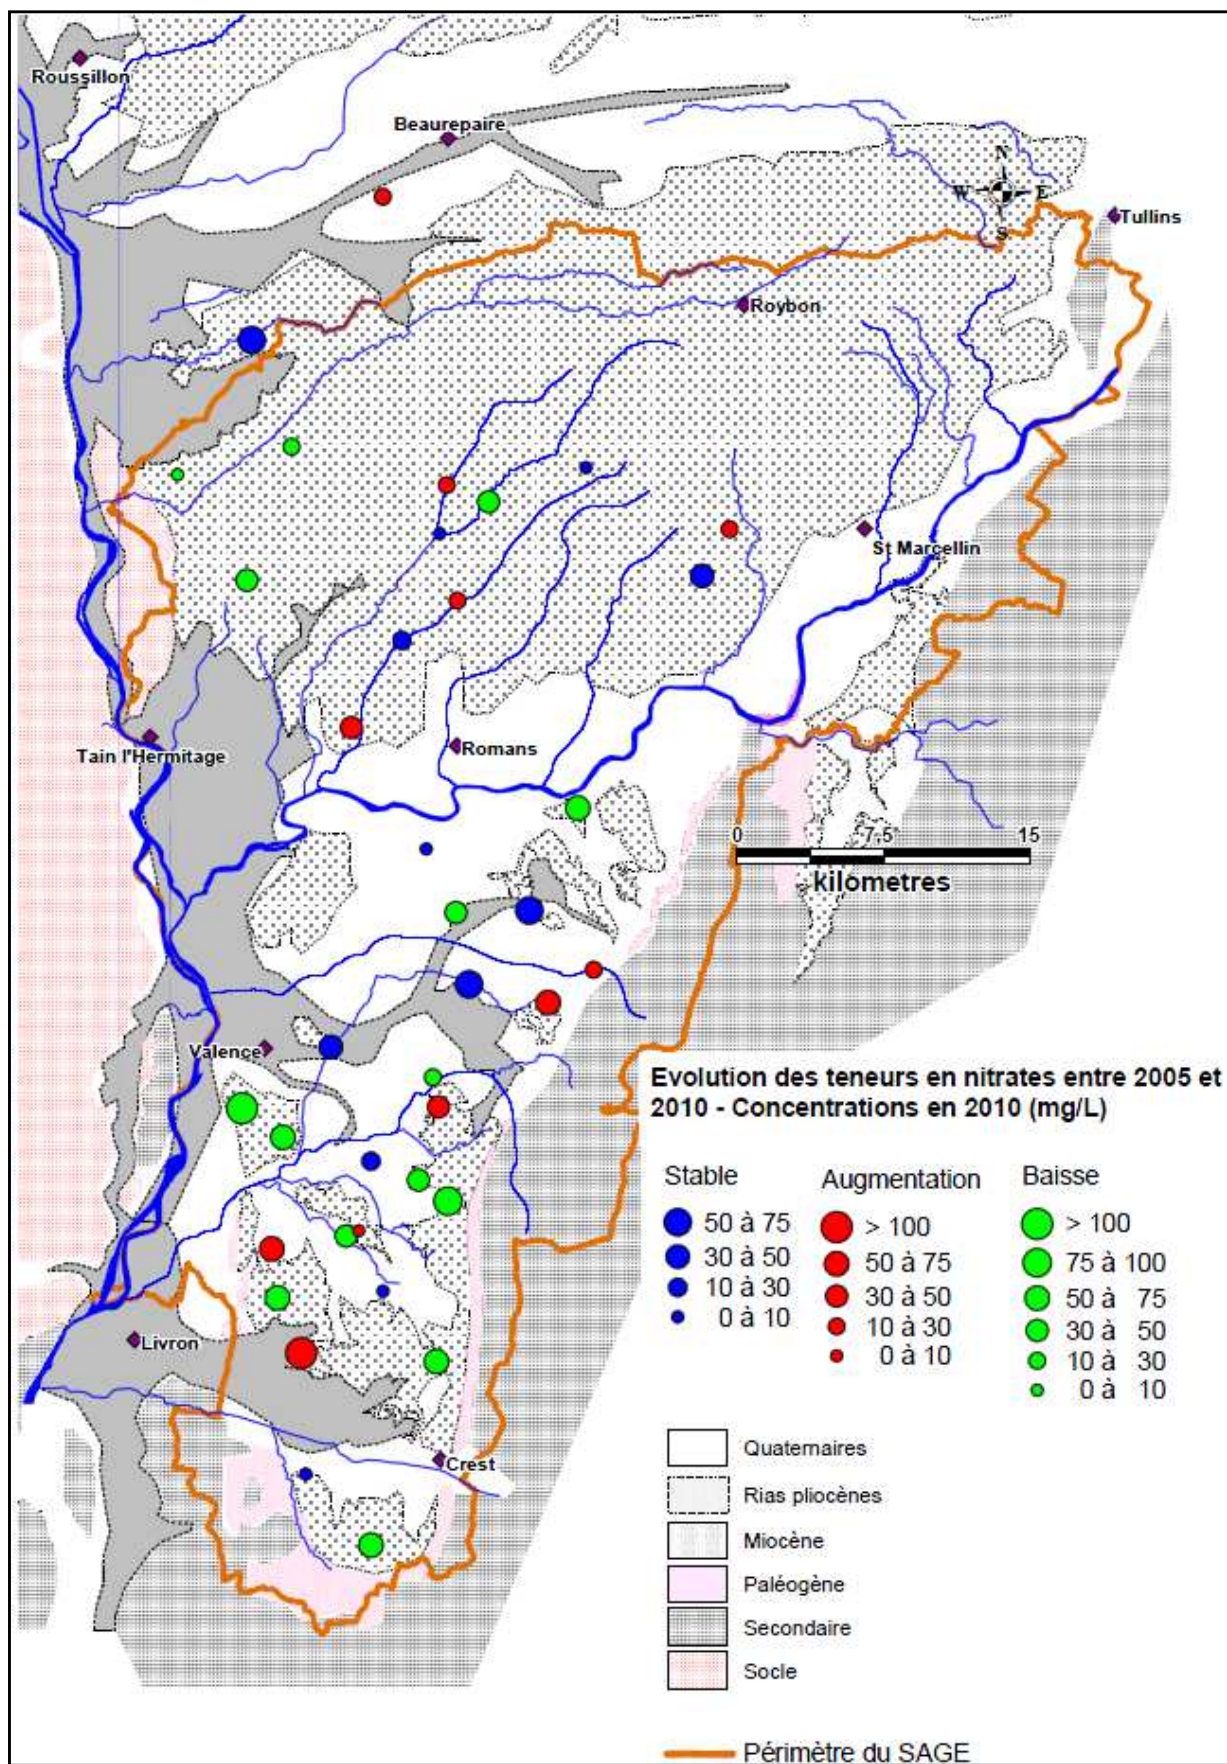 Roussillon
Beaurepaire
N
W E
S
Tullins
Roybon
St Marcellin
Tain l'Hermitage
Romans
0 7,5 15
kilometres
Valence
Livron
Crest
Evolution des teneurs en nitrates entre 2005 et
2010 - Concentrations en 2010 (mg/L)
Stable
50 à 75
30 à 50
10 à 30
0 à 10
Augmentation
> 100
50 à 75
30 à 50
10 à 30
0 à 10
Baisse
> 100
75 à 100
50 à 75
30 à 50
10 à 30
0 à 10
Quaternaires
Rias pliocènes
Miocène
Paléogène
Secondaire
Socle
Périmètre du SAGE